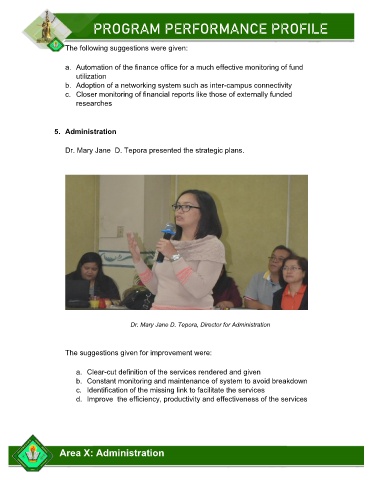 PROGRAM PERFORMANCE PROFILE
The following suggestions were given:
a. Automation of the finance office for a much effective monitoring of fund
utilization
b. Adoption of a networking system such as inter-campus connectivity
c. Closer monitoring of financial reports like those of externally funded
researches
5. Administration
Dr. Mary Jane D. Tepora presented the strategic plans.
Dr. Mary Jane D. Tepora, Director for Administration
The suggestions given for improvement were:
a. Clear-cut definition of the services rendered and given
b. Constant monitoring and maintenance of system to avoid breakdown
c. Identification of the missing link to facilitate the services
d. Improve the efficiency, productivity and effectiveness of the services
Area X: Administration